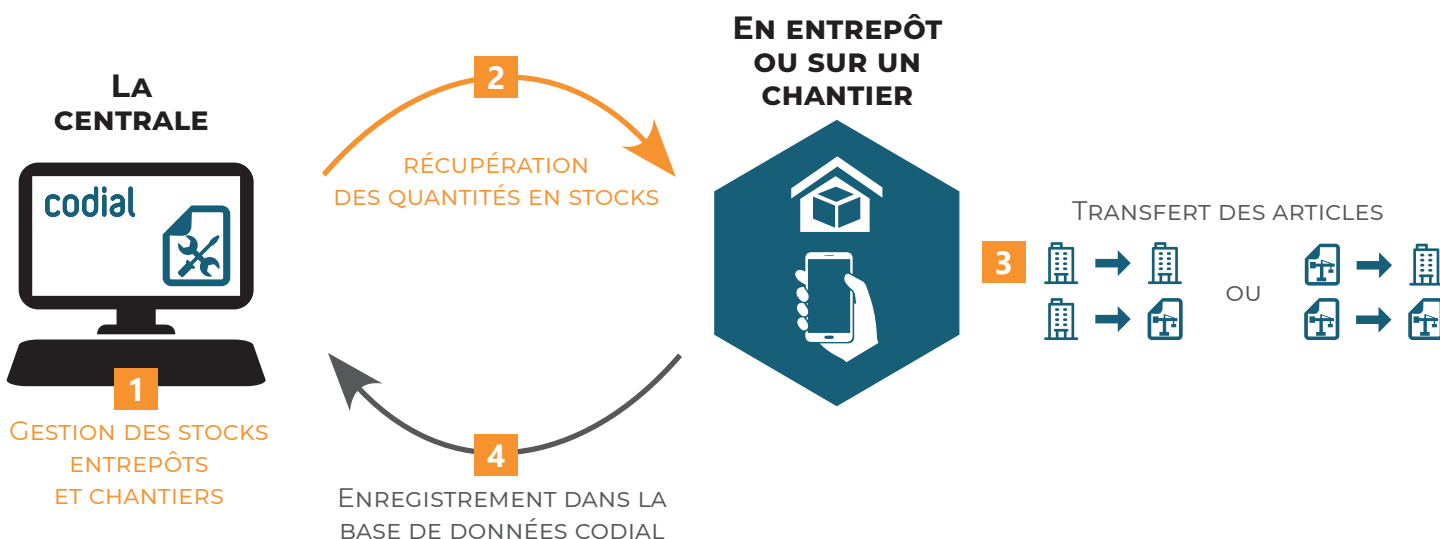 La
centrale
codial
1
Gestion des stocks
entrepôts
et chantiers
2
récupération
des quantités en stocks
En entrepôt
ou sur un
chantier
3
Transfert des articles
ou
4
Enregistrement dans la
base de données codial